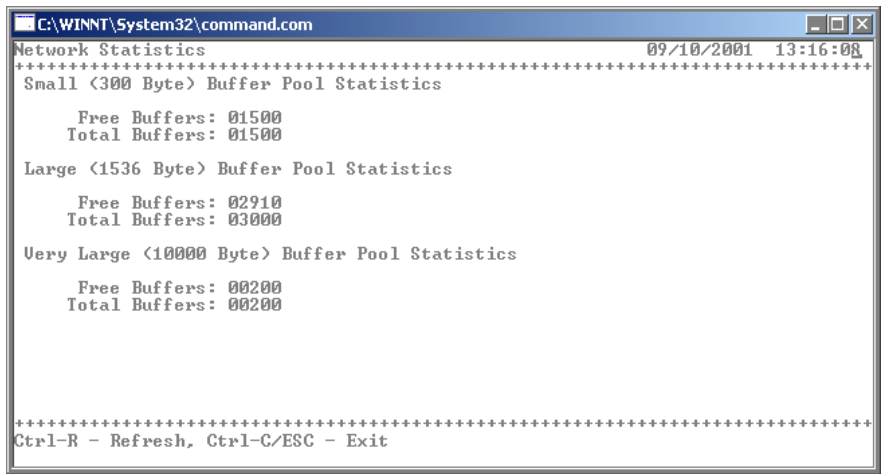 C:\WINNT\System32\command.com
Network Statistics 09/10/2001 13:16:08
++++++++++++++++++++++++++++++++++++++++++++++++++++++++++++++++++++++++++++++++
Small (300 Byte) Buffer Pool Statistics
Free Buffers: 01500
Total Buffers: 01500
Large (1536 Byte) Buffer Pool Statistics
Free Buffers: 02910
Total Buffers: 03000
Very Large (10000 Byte) Buffer Pool Statistics
Free Buffers: 00200
Total Buffers: 00200
++++++++++++++++++++++++++++++++++++++++++++++++++++++++++++++++++++++++++++++++
Ctrl-R - Refresh, Ctrl-C/ESC - Exit